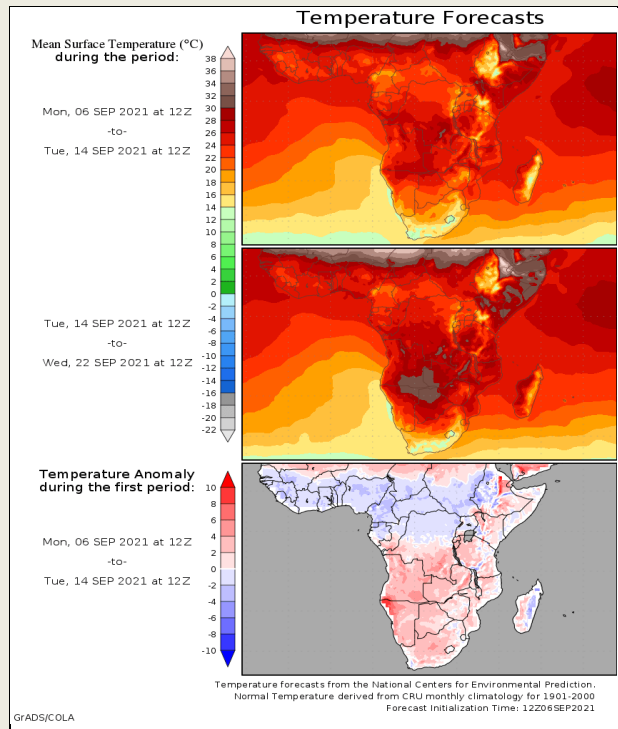 Temperature Forecasts
Mean Surface Temperature (°C)
during the period:
Mon, 06 SEP 2021 at 12Z
-to-
Tue, 14 SEP 2021 at 12Z
38
36
34
32
30
28
26
24
22
20
18
16
14
12
10
8
6
4
2
0
-2
-4
-6
-8
-10
-12
-14
-16
-18
-20
-22
Tue, 14 SEP 2021 at 12Z
-to-
Wed, 22 SEP 2021 at 12Z
Temperature Anomaly
during the first period:
Mon, 06 SEP 2021 at 12Z
-to-
Tue, 14 SEP 2021 at 12Z
10
8
6
4
2
0
-2
-4
-6
-8
-10
Temperature forecasts from the National Centers for Environmental Prediction.
Normal Temperature derived from CRU monthly climatology for 1901-2000
Forecast Initialization Time: 12Z06SEP2021
GrADS/COLA